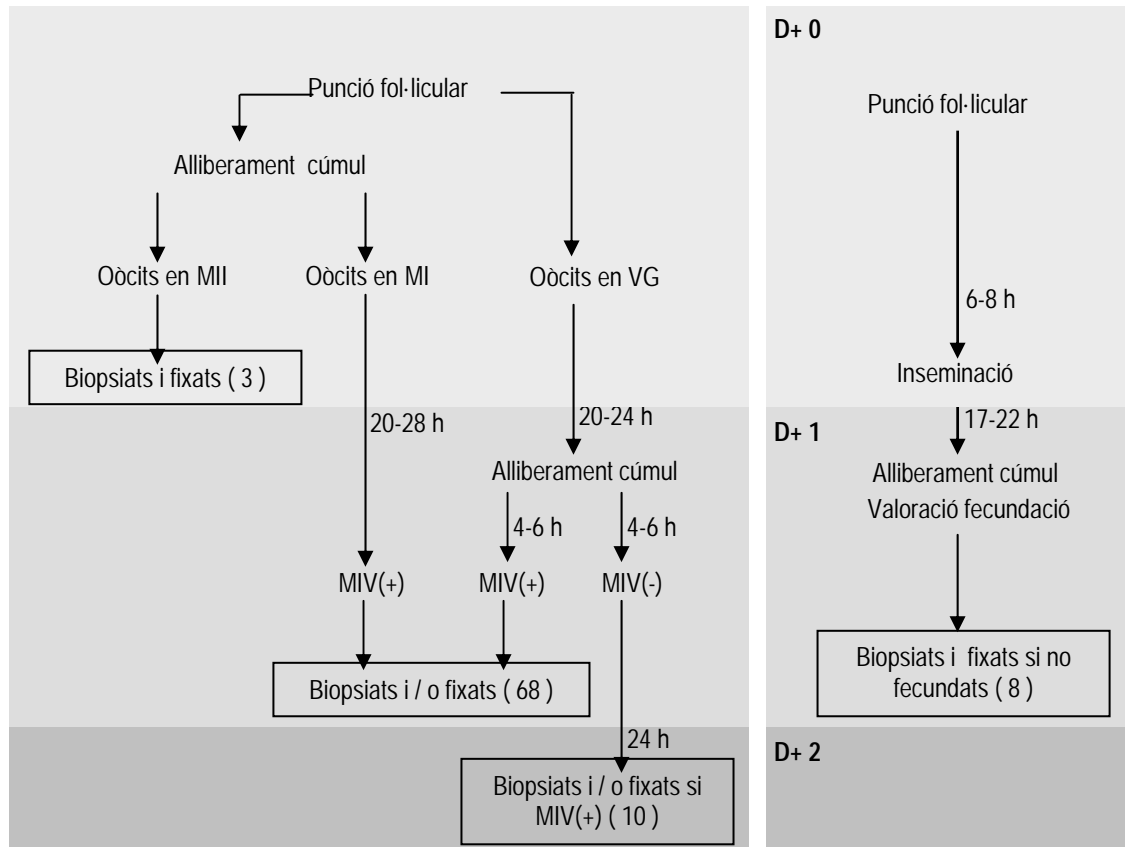 Punció fol·licular
Alliberament cúmul
Oòcits en MII
Oòcits en MI
Oòcits en VG
Biopsiats i fixats ( 3 )
20-28 h
20-24 h
Alliberament cúmul
4-6 h
4-6 h
MIV(+)
MIV(+)
MIV(-)
Biopsiats i / o fixats ( 68 )
24 h
Biopsiats i / o fixats si
MIV(+) ( 10 )
D+ 0
Punció fol·licular
6-8 h
Inseminació
D+ 1
17-22 h
Alliberament cúmul
Valoració fecundació
Biopsiats i fixats si no
fecundats ( 8 )
D+ 2